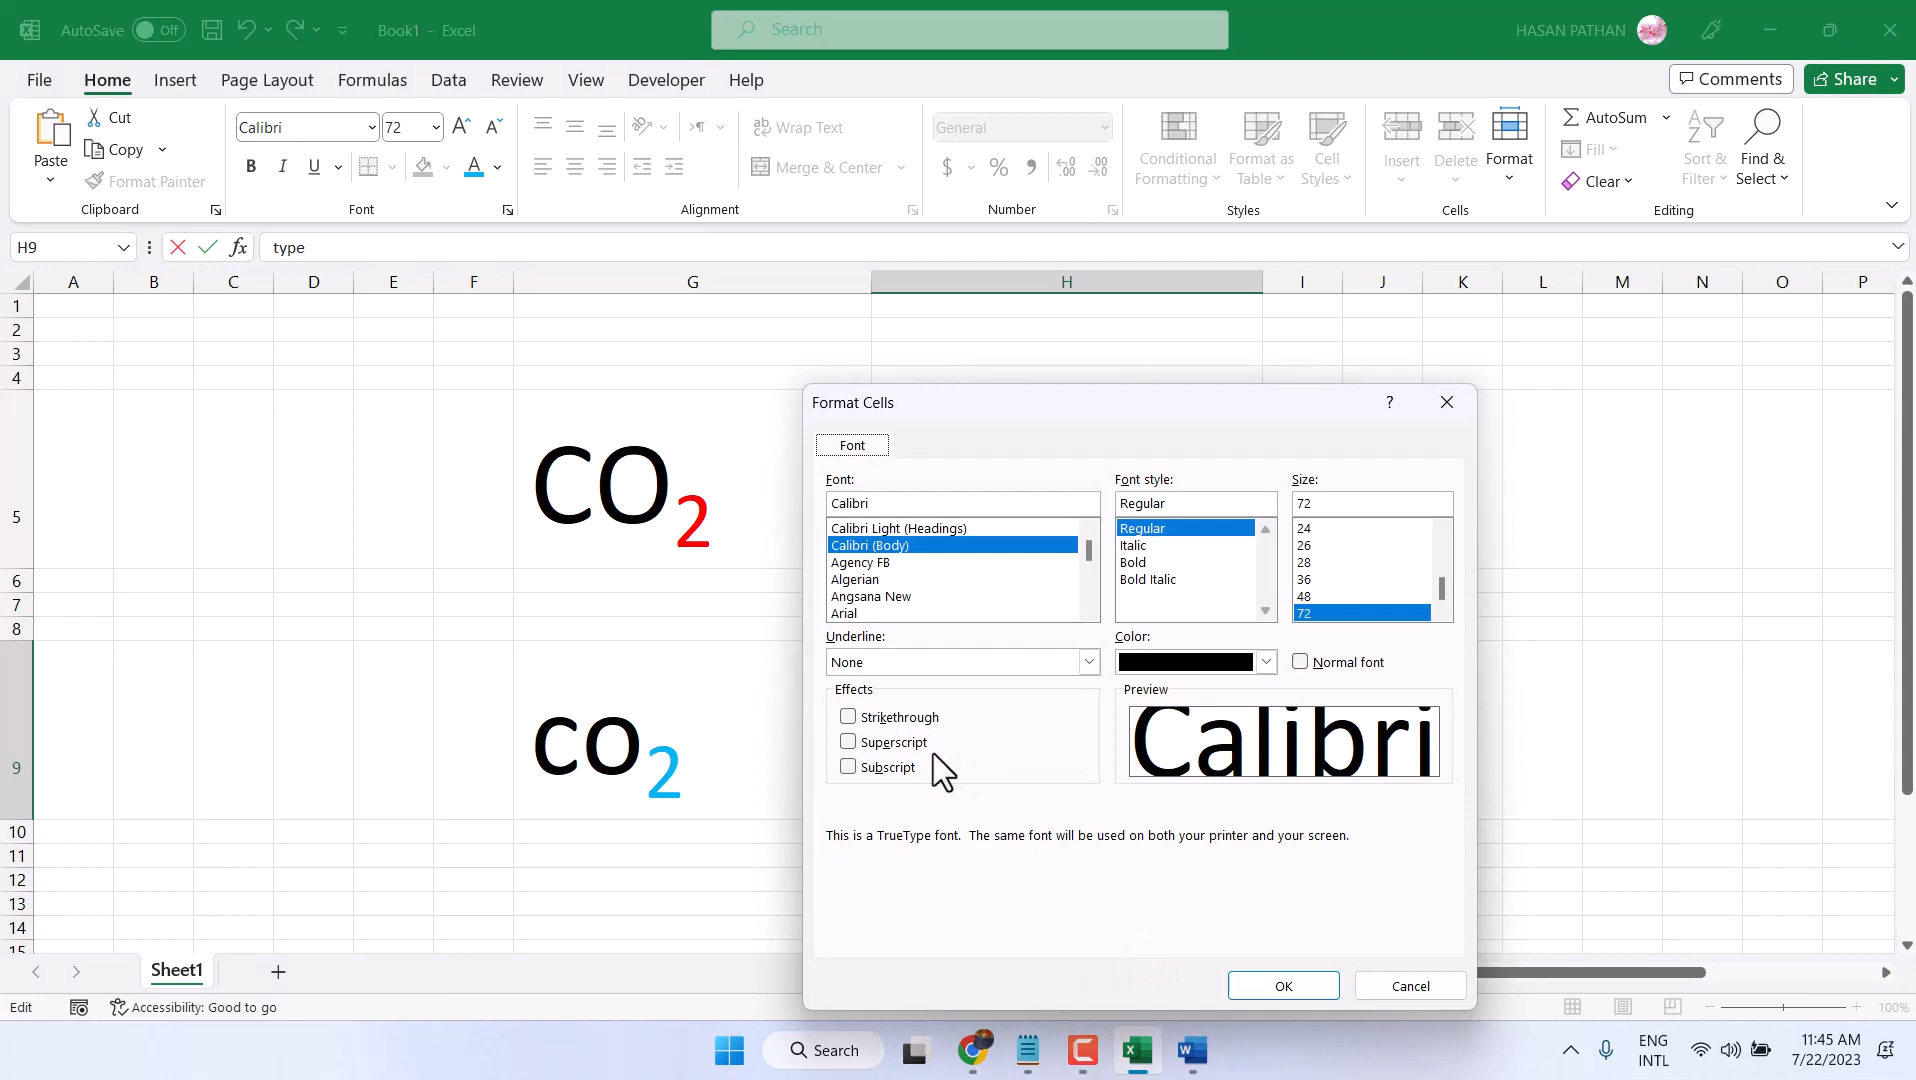 AutoSave Off Book1 - Excel Search HASAN PATHAN
File Home Insert Page Layout Formulas Data Review View Developer Help Comments Share
Paste Cut Copy Format Painter Clipboard
Calibri 72 B I U A Font
Wrap Text Merge & Center Alignment
General $ % Number
Conditional Formatting Format as Table Cell Styles Styles
Insert Delete Format Cells
AutoSum Fill Clear Sort & Filter Find & Select Editing
H9 fx type
A B C D E F G H I J K L M N O P
1
2
3
4
5 CO2
6
7
8
9 CO2
10
11
12
13
14
15
Format Cells ?
Font
Font: Font style: Size:
Calibri Regular 72
Calibri Light (Headings) Regular 24
Calibri (Body) Italic 26
Agency FB Bold 28
Algerian Bold Italic 36
Angsana New 48
Arial 72
Underline: Color:
None Normal font
Effects Preview
Strikethrough
Superscript
Subscript
Calibri
This is a TrueType font. The same font will be used on both your printer and your screen.
OK Cancel
Sheet1
Edit Accessibility: Good to go 100%
Search ENG 11:45 AM
INTL 7/22/2023